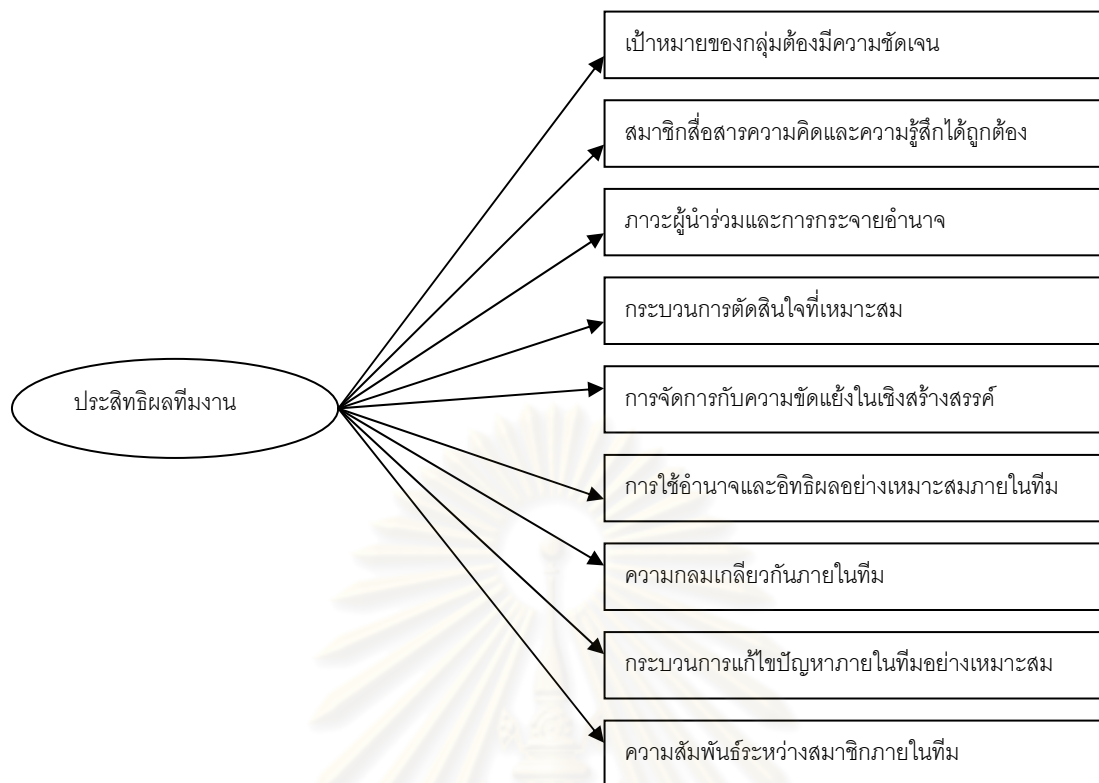 เป้าหมายของกลุ่มต้องมีความชัดเจน
สมาชิกสื่อสารความคิดและความรู้สึกได้ถูกต้อง
ภาวะผู้นำร่วมและการกระจายอำนาจ
กระบวนการตัดสินใจที่เหมาะสม
ประสิทธิผลทีมงาน
การจัดการกับความขัดแย้งในเชิงสร้างสรรค์
การใช้อำนาจและอิทธิผลอย่างเหมาะสมภายในทีม
ความกลมเกลียวกันภายในทีม
กระบวนการแก้ไขปัญหาภายในทีมอย่างเหมาะสม
ความสัมพันธ์ระหว่างสมาชิกภายในทีม